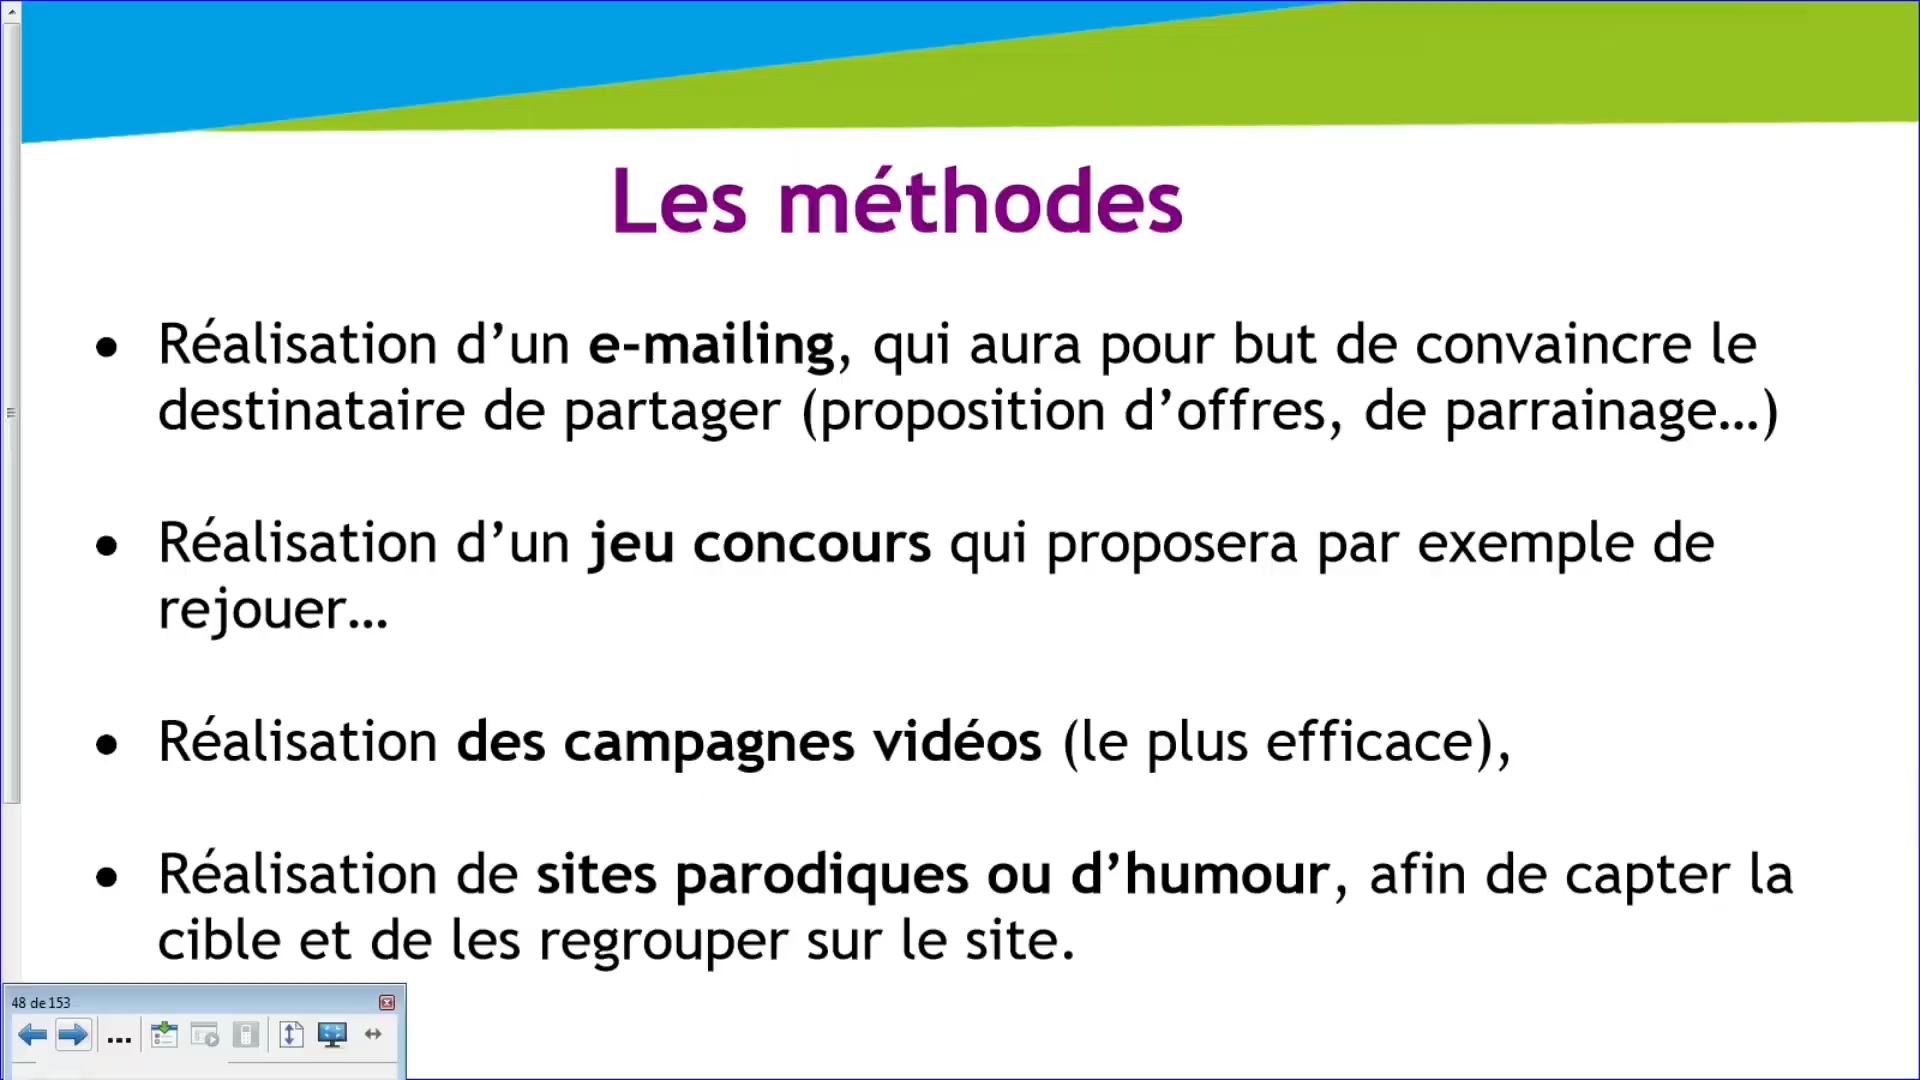 Les méthodes
• Réalisation d’un e-mailing, qui aura pour but de convaincre le
destinataire de partager (proposition d’offres, de parrainage…)
• Réalisation d’un jeu concours qui proposera par exemple de
rejouer…
• Réalisation des campagnes vidéos (le plus efficace),
• Réalisation de sites parodiques ou d’humour, afin de capter la
cible et de les regrouper sur le site.
48 de 153
...